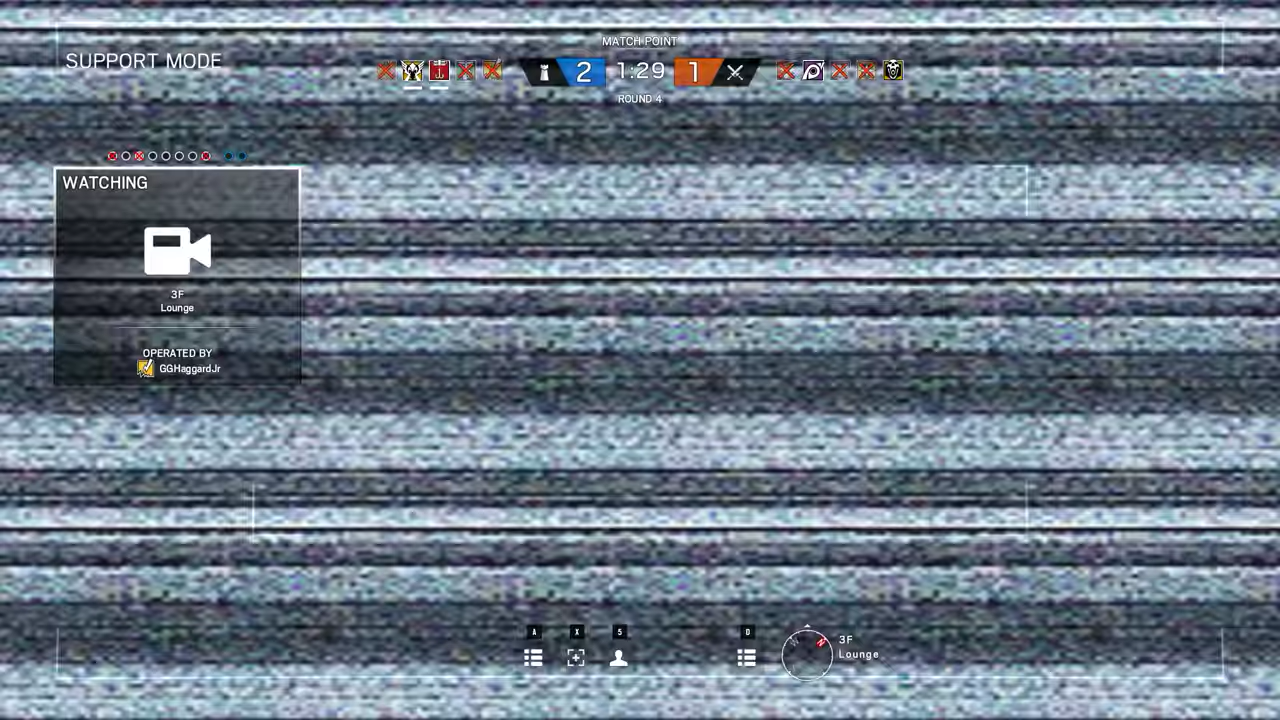 MATCH POINT
SUPPORT MODE
2 1:29 1
ROUND 4
WATCHING
3F
Lounge
OPERATED BY
GGHaggardJr
A X 5 D
W N
3F
Lounge